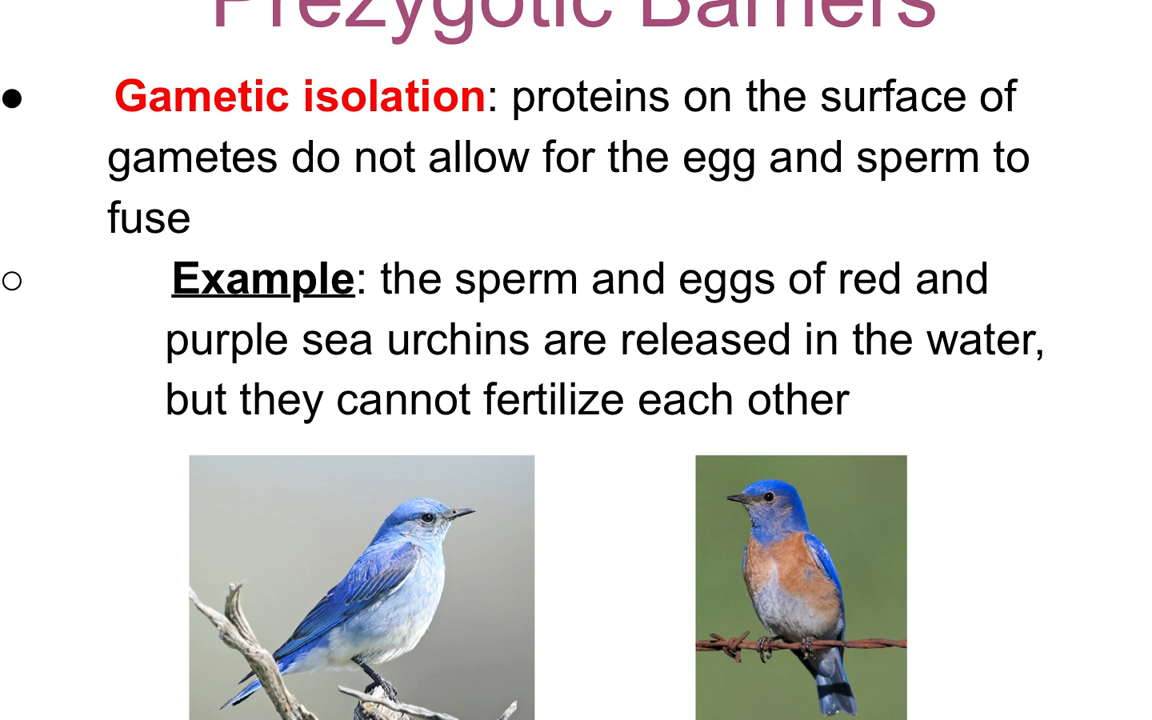 Prezygotic Barriers
● Gametic isolation: proteins on the surface of
gametes do not allow for the egg and sperm to
fuse
○ Example: the sperm and eggs of red and
purple sea urchins are released in the water,
but they cannot fertilize each other